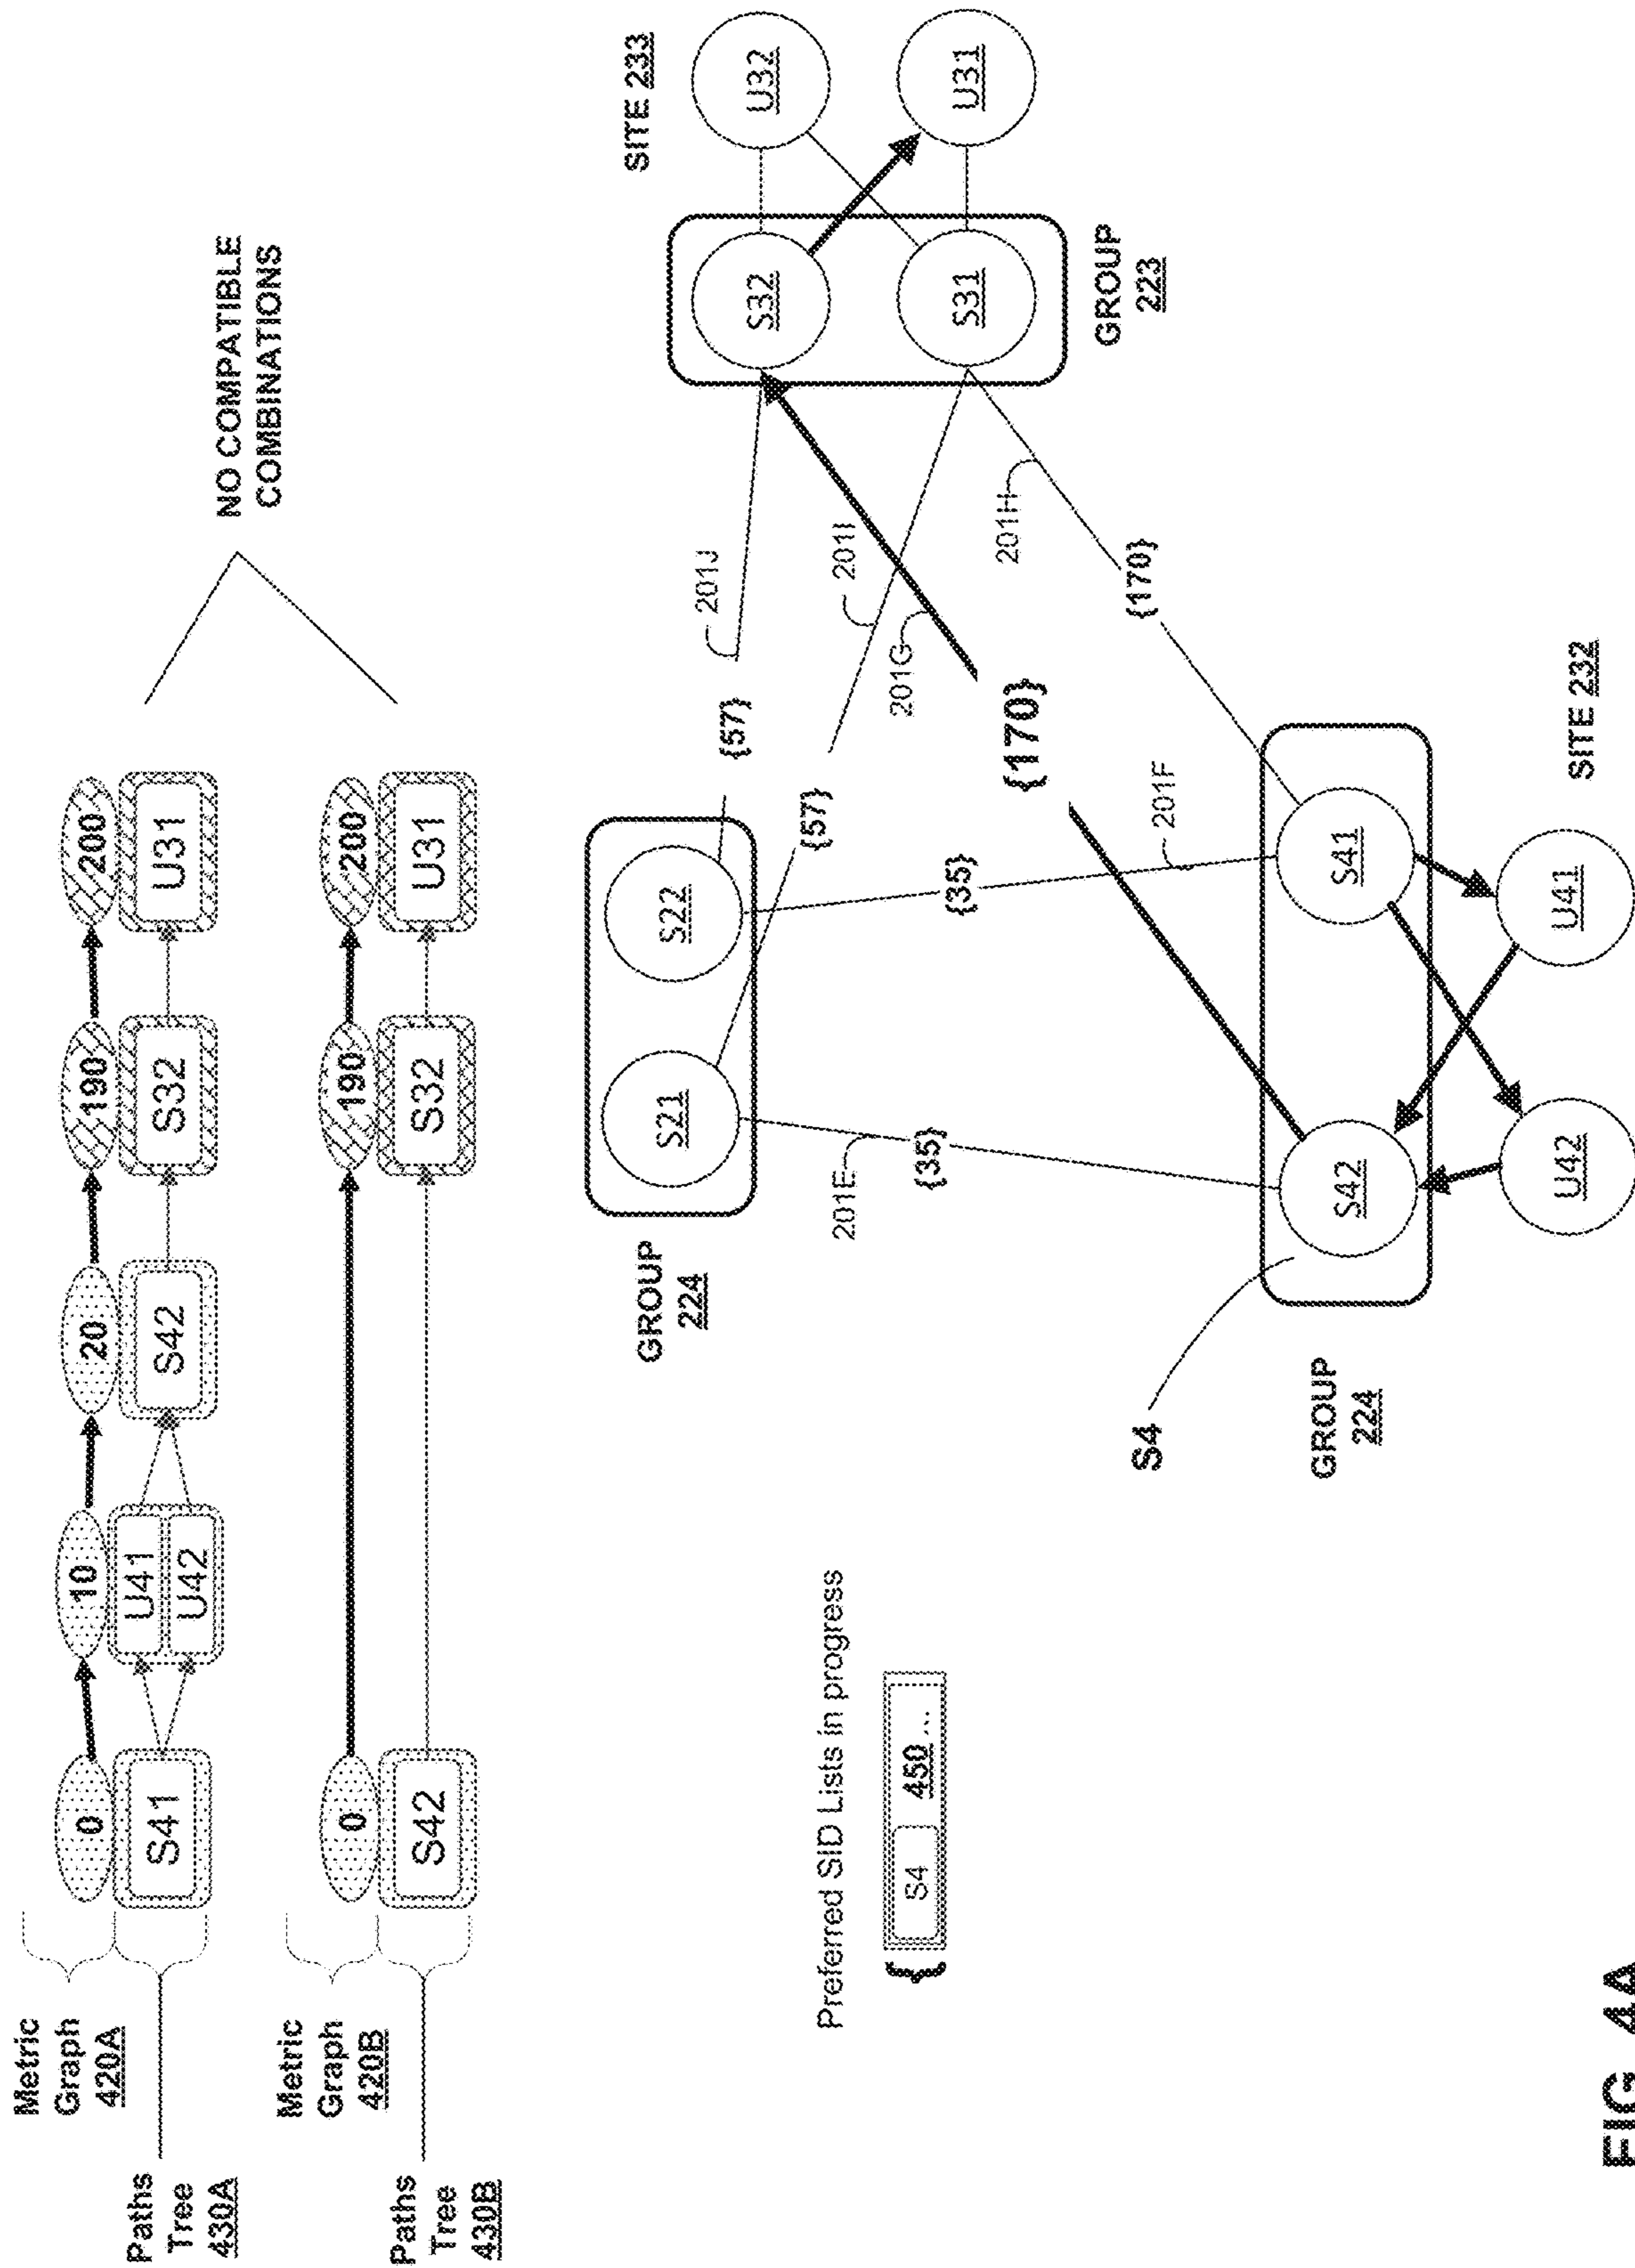 Metric
Graph
420A
0
10
20
190
200
Paths
Tree
430A
S41
U41
U42
S42
S32
U31
NO COMPATIBLE
COMBINATIONS
Metric
Graph
420B
0
190
200
Paths
Tree
430B
S42
S32
U31
Preferred SID Lists in progress
{
S4
450 ...
GROUP
224
S21
S22
SITE 233
S32
U32
S31
U31
GROUP
223
201J
{57}
201I
{57}
201G
{170}
201H
{170}
201E
{35}
201F
{35}
S4
GROUP
224
S42
S41
U42
U41
SITE 232
FIG. 4A